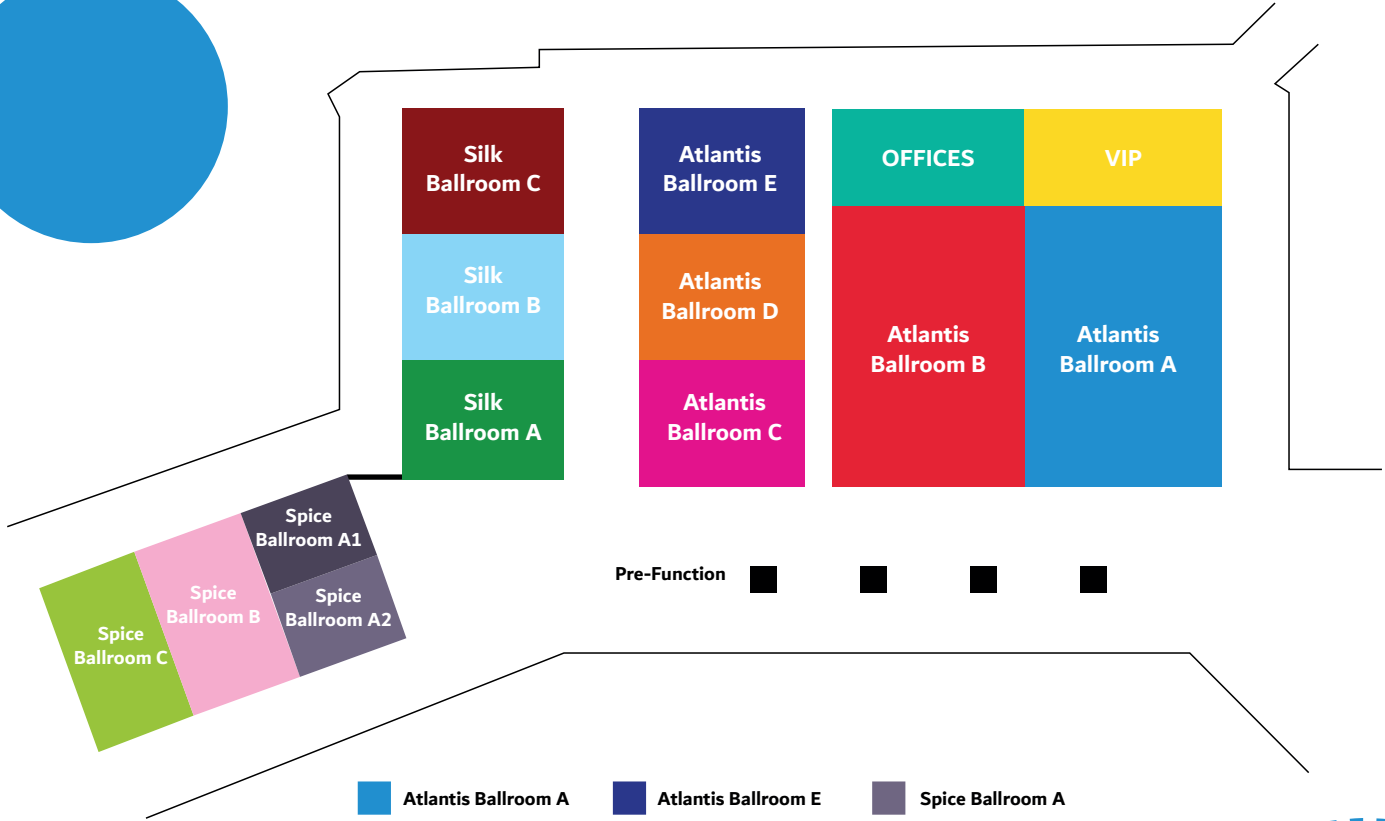 Silk
Ballroom C
Atlantis
Ballroom E
OFFICES
VIP
Silk
Ballroom B
Atlantis
Ballroom D
Atlantis
Ballroom B
Atlantis
Ballroom A
Silk
Ballroom A
Atlantis
Ballroom C
Spice
Ballroom A1
Spice
Ballroom A2
Spice
Ballroom B
Spice
Ballroom C
Pre-Function
Atlantis Ballroom A
Atlantis Ballroom E
Spice Ballroom A